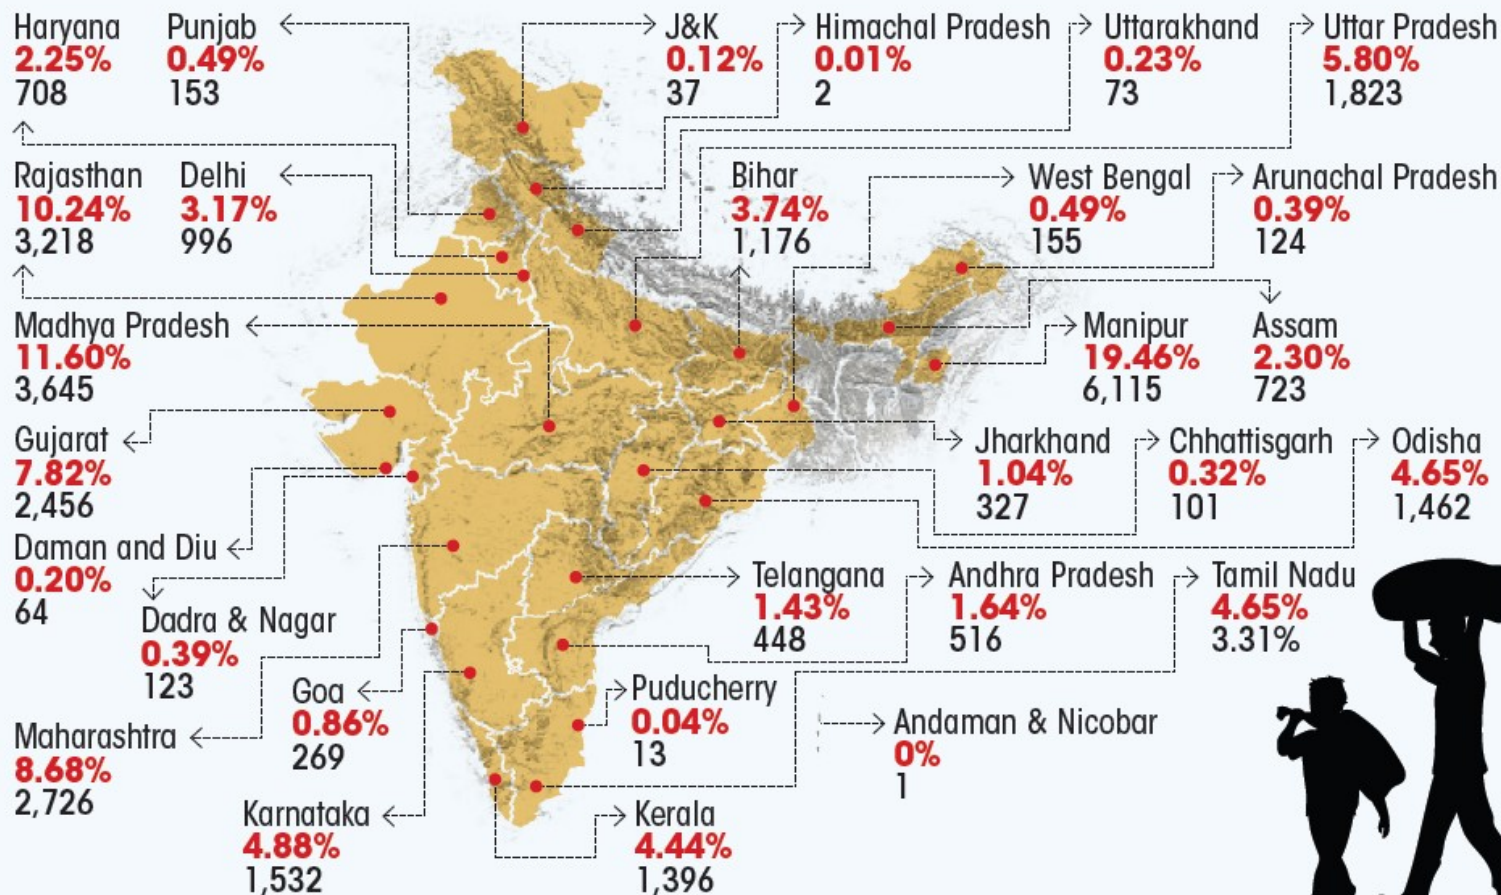 Haryana
2.25%
708
Punjab
0.49%
153
J&K
0.12%
37
Himachal Pradesh
0.01%
2
Uttarakhand
0.23%
73
Uttar Pradesh
5.80%
1,823
Rajasthan
10.24%
3,218
Delhi
3.17%
996
Bihar
3.74%
1,176
West Bengal
0.49%
155
Arunachal Pradesh
0.39%
124
Madhya Pradesh
11.60%
3,645
Manipur
19.46%
6,115
Assam
2.30%
723
Gujarat
7.82%
2,456
Jharkhand
1.04%
327
Chhattisgarh
0.32%
101
Odisha
4.65%
1,462
Daman and Diu
0.20%
64
Dadra & Nagar
0.39%
123
Telangana
1.43%
448
Andhra Pradesh
1.64%
516
Tamil Nadu
4.65%
3.31%
Goa
0.86%
269
Puducherry
0.04%
13
Andaman & Nicobar
0%
1
Maharashtra
8.68%
2,726
Karnataka
4.88%
1,532
Kerala
4.44%
1,396